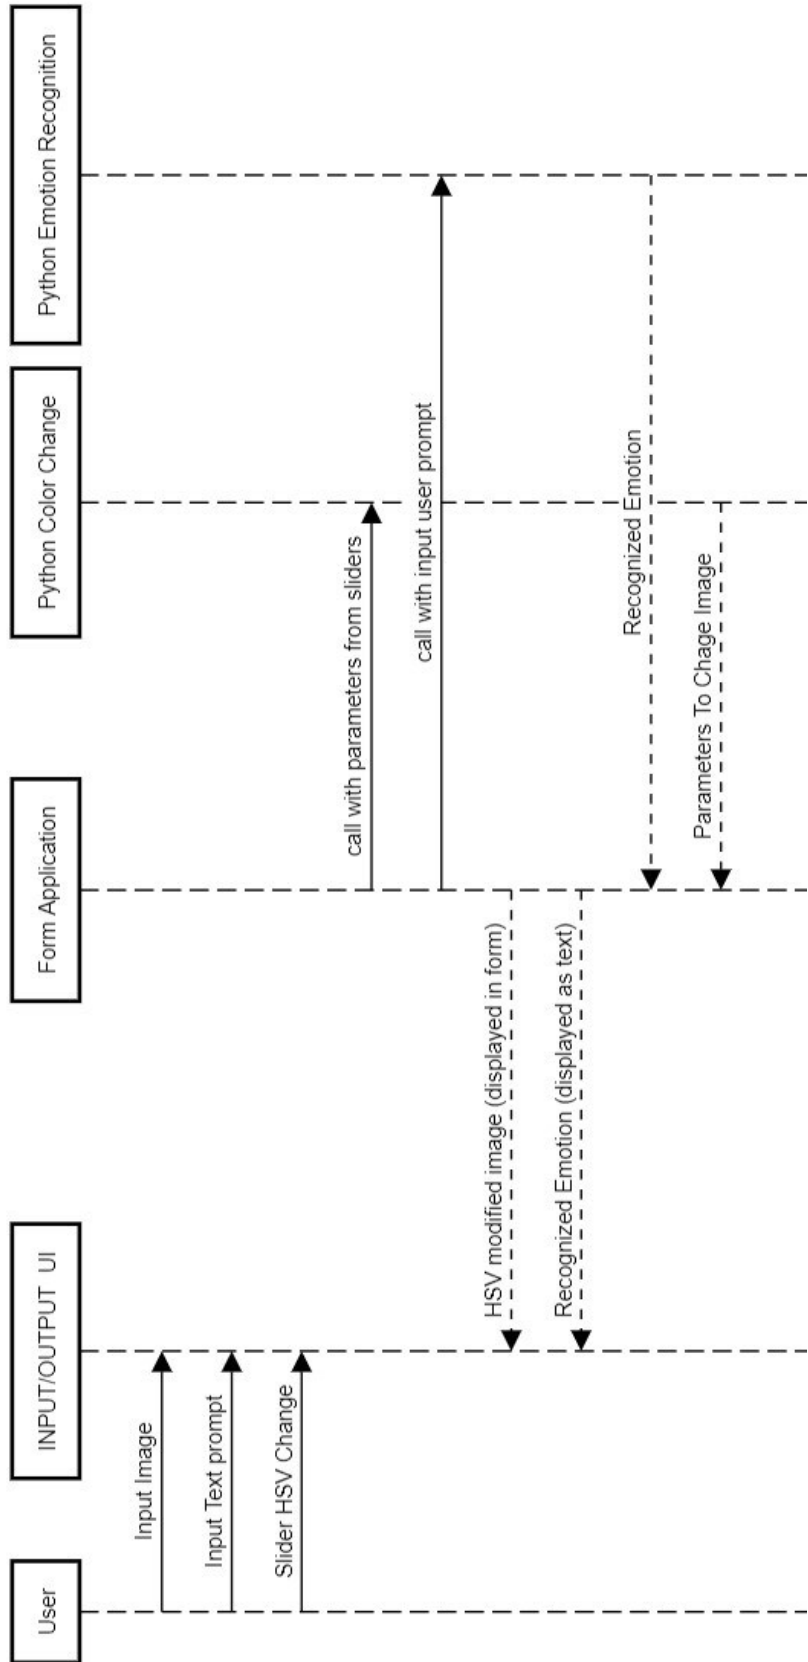 User
INPUT/OUTPUT UI
Form Application
Python Color Change
Python Emotion Recognition
Input Image
Input Text prompt
Slider HSV Change
call with parameters from sliders
call with input user prompt
HSV modified image (displayed in form)
Recognized Emotion (displayed as text)
Recognized Emotion
Parameters To Chage Image